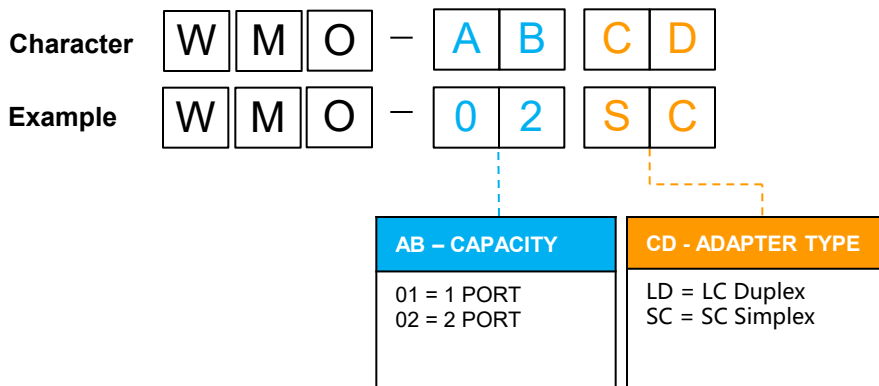 Character W M O – A B C D
Example W M O – 0 2 S C
AB – CAPACITY
01 = 1 PORT
02 = 2 PORT
CD - ADAPTER TYPE
LD = LC Duplex
SC = SC Simplex